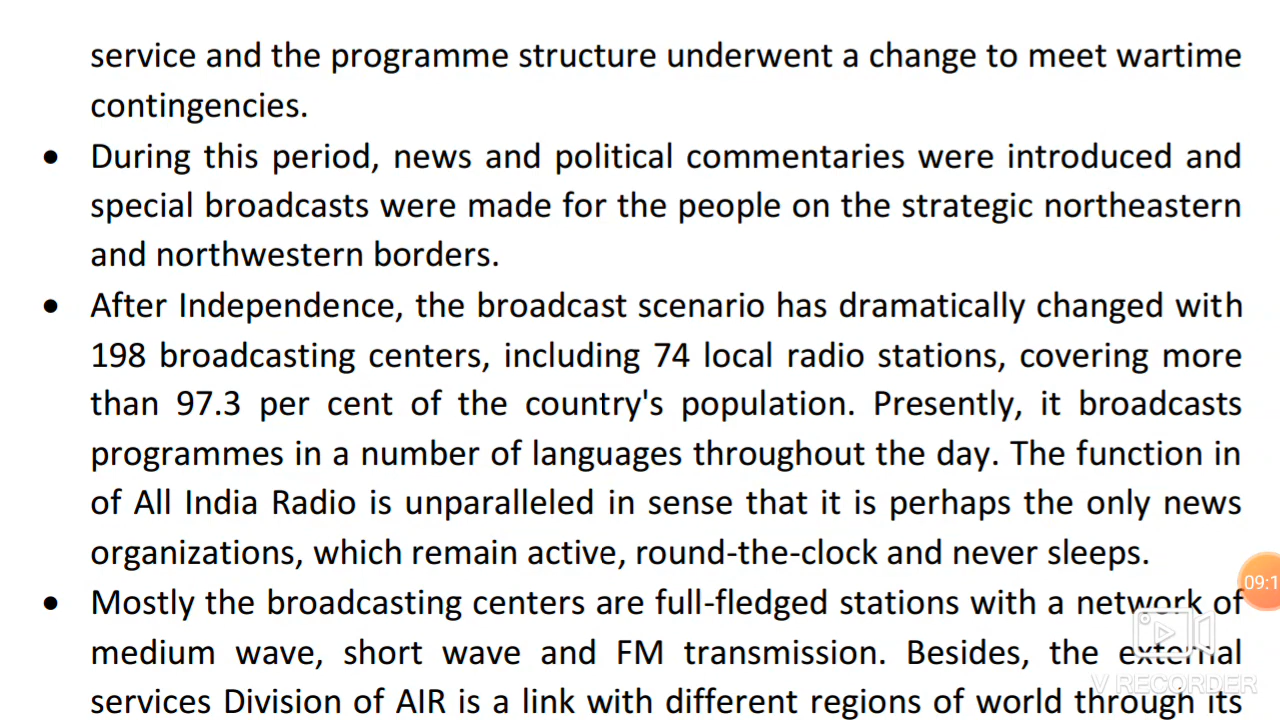 service and the programme structure underwent a change to meet wartime
contingencies.
• During this period, news and political commentaries were introduced and
special broadcasts were made for the people on the strategic northeastern
and northwestern borders.
• After Independence, the broadcast scenario has dramatically changed with
198 broadcasting centers, including 74 local radio stations, covering more
than 97.3 per cent of the country's population. Presently, it broadcasts
programmes in a number of languages throughout the day. The function in
of All India Radio is unparalleled in sense that it is perhaps the only news
organizations, which remain active, round-the-clock and never sleeps.
09:1
• Mostly the broadcasting centers are full-fledged stations with a network of
medium wave, short wave and FM transmission. Besides, the external
V RECORDER
services Division of AIR is a link with different regions of world through its